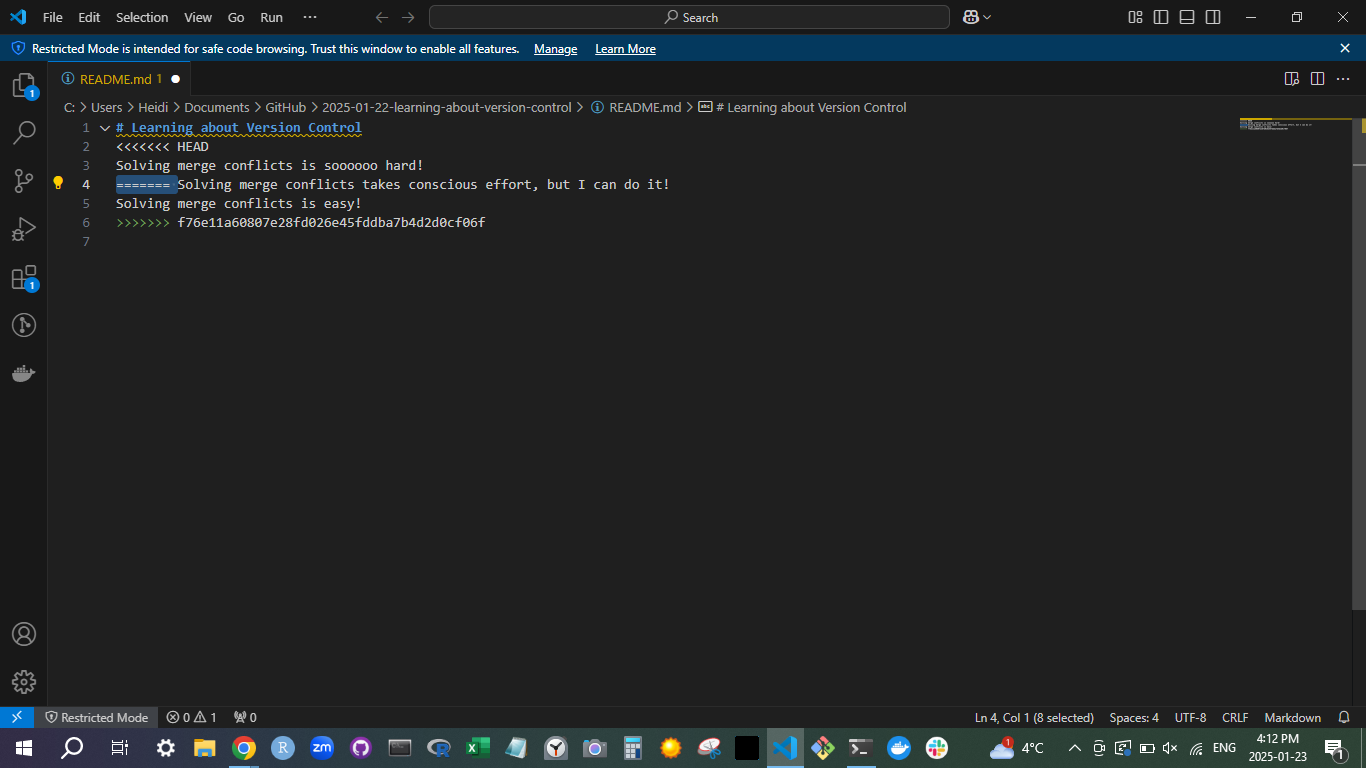 File Edit Selection View Go Run ··· Search
Restricted Mode is intended for safe code browsing. Trust this window to enable all features. Manage Learn More
README.md 1
C: > Users > Heidi > Documents > GitHub > 2025-01-22-learning-about-version-control > README.md > # Learning about Version Control
1 # Learning about Version Control
2 <<<<<<< HEAD
3 Solving merge conflicts is soooooo hard!
4 ======= Solving merge conflicts takes conscious effort, but I can do it!
5 Solving merge conflicts is easy!
6 >>>>>>> f76e11a60807e28fd026e45fddba7b4d2d0cf06f
7
1
1
Restricted Mode 0 1 0 Ln 4, Col 1 (8 selected) Spaces: 4 UTF-8 CRLF Markdown
R zm R 1 4°C ENG 4:12 PM 1
2025-01-23